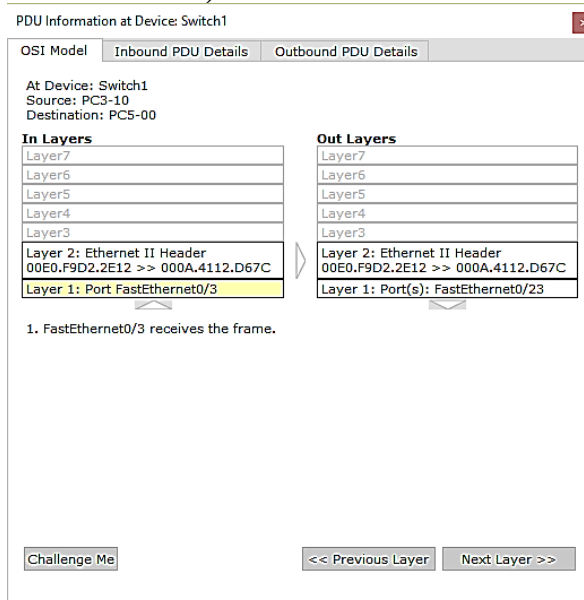 PDU Information at Device: Switch1
OSI Model Inbound PDU Details Outbound PDU Details
At Device: Switch1
Source: PC3-10
Destination: PC5-00
In Layers
Layer7
Layer6
Layer5
Layer4
Layer3
Layer 2: Ethernet II Header
00E0.F9D2.2E12 >> 000A.4112.D67C
Layer 1: Port FastEthernet0/3
Out Layers
Layer7
Layer6
Layer5
Layer4
Layer3
Layer 2: Ethernet II Header
00E0.F9D2.2E12 >> 000A.4112.D67C
Layer 1: Port(s): FastEthernet0/23
1. FastEthernet0/3 receives the frame.
Challenge Me << Previous Layer Next Layer >>